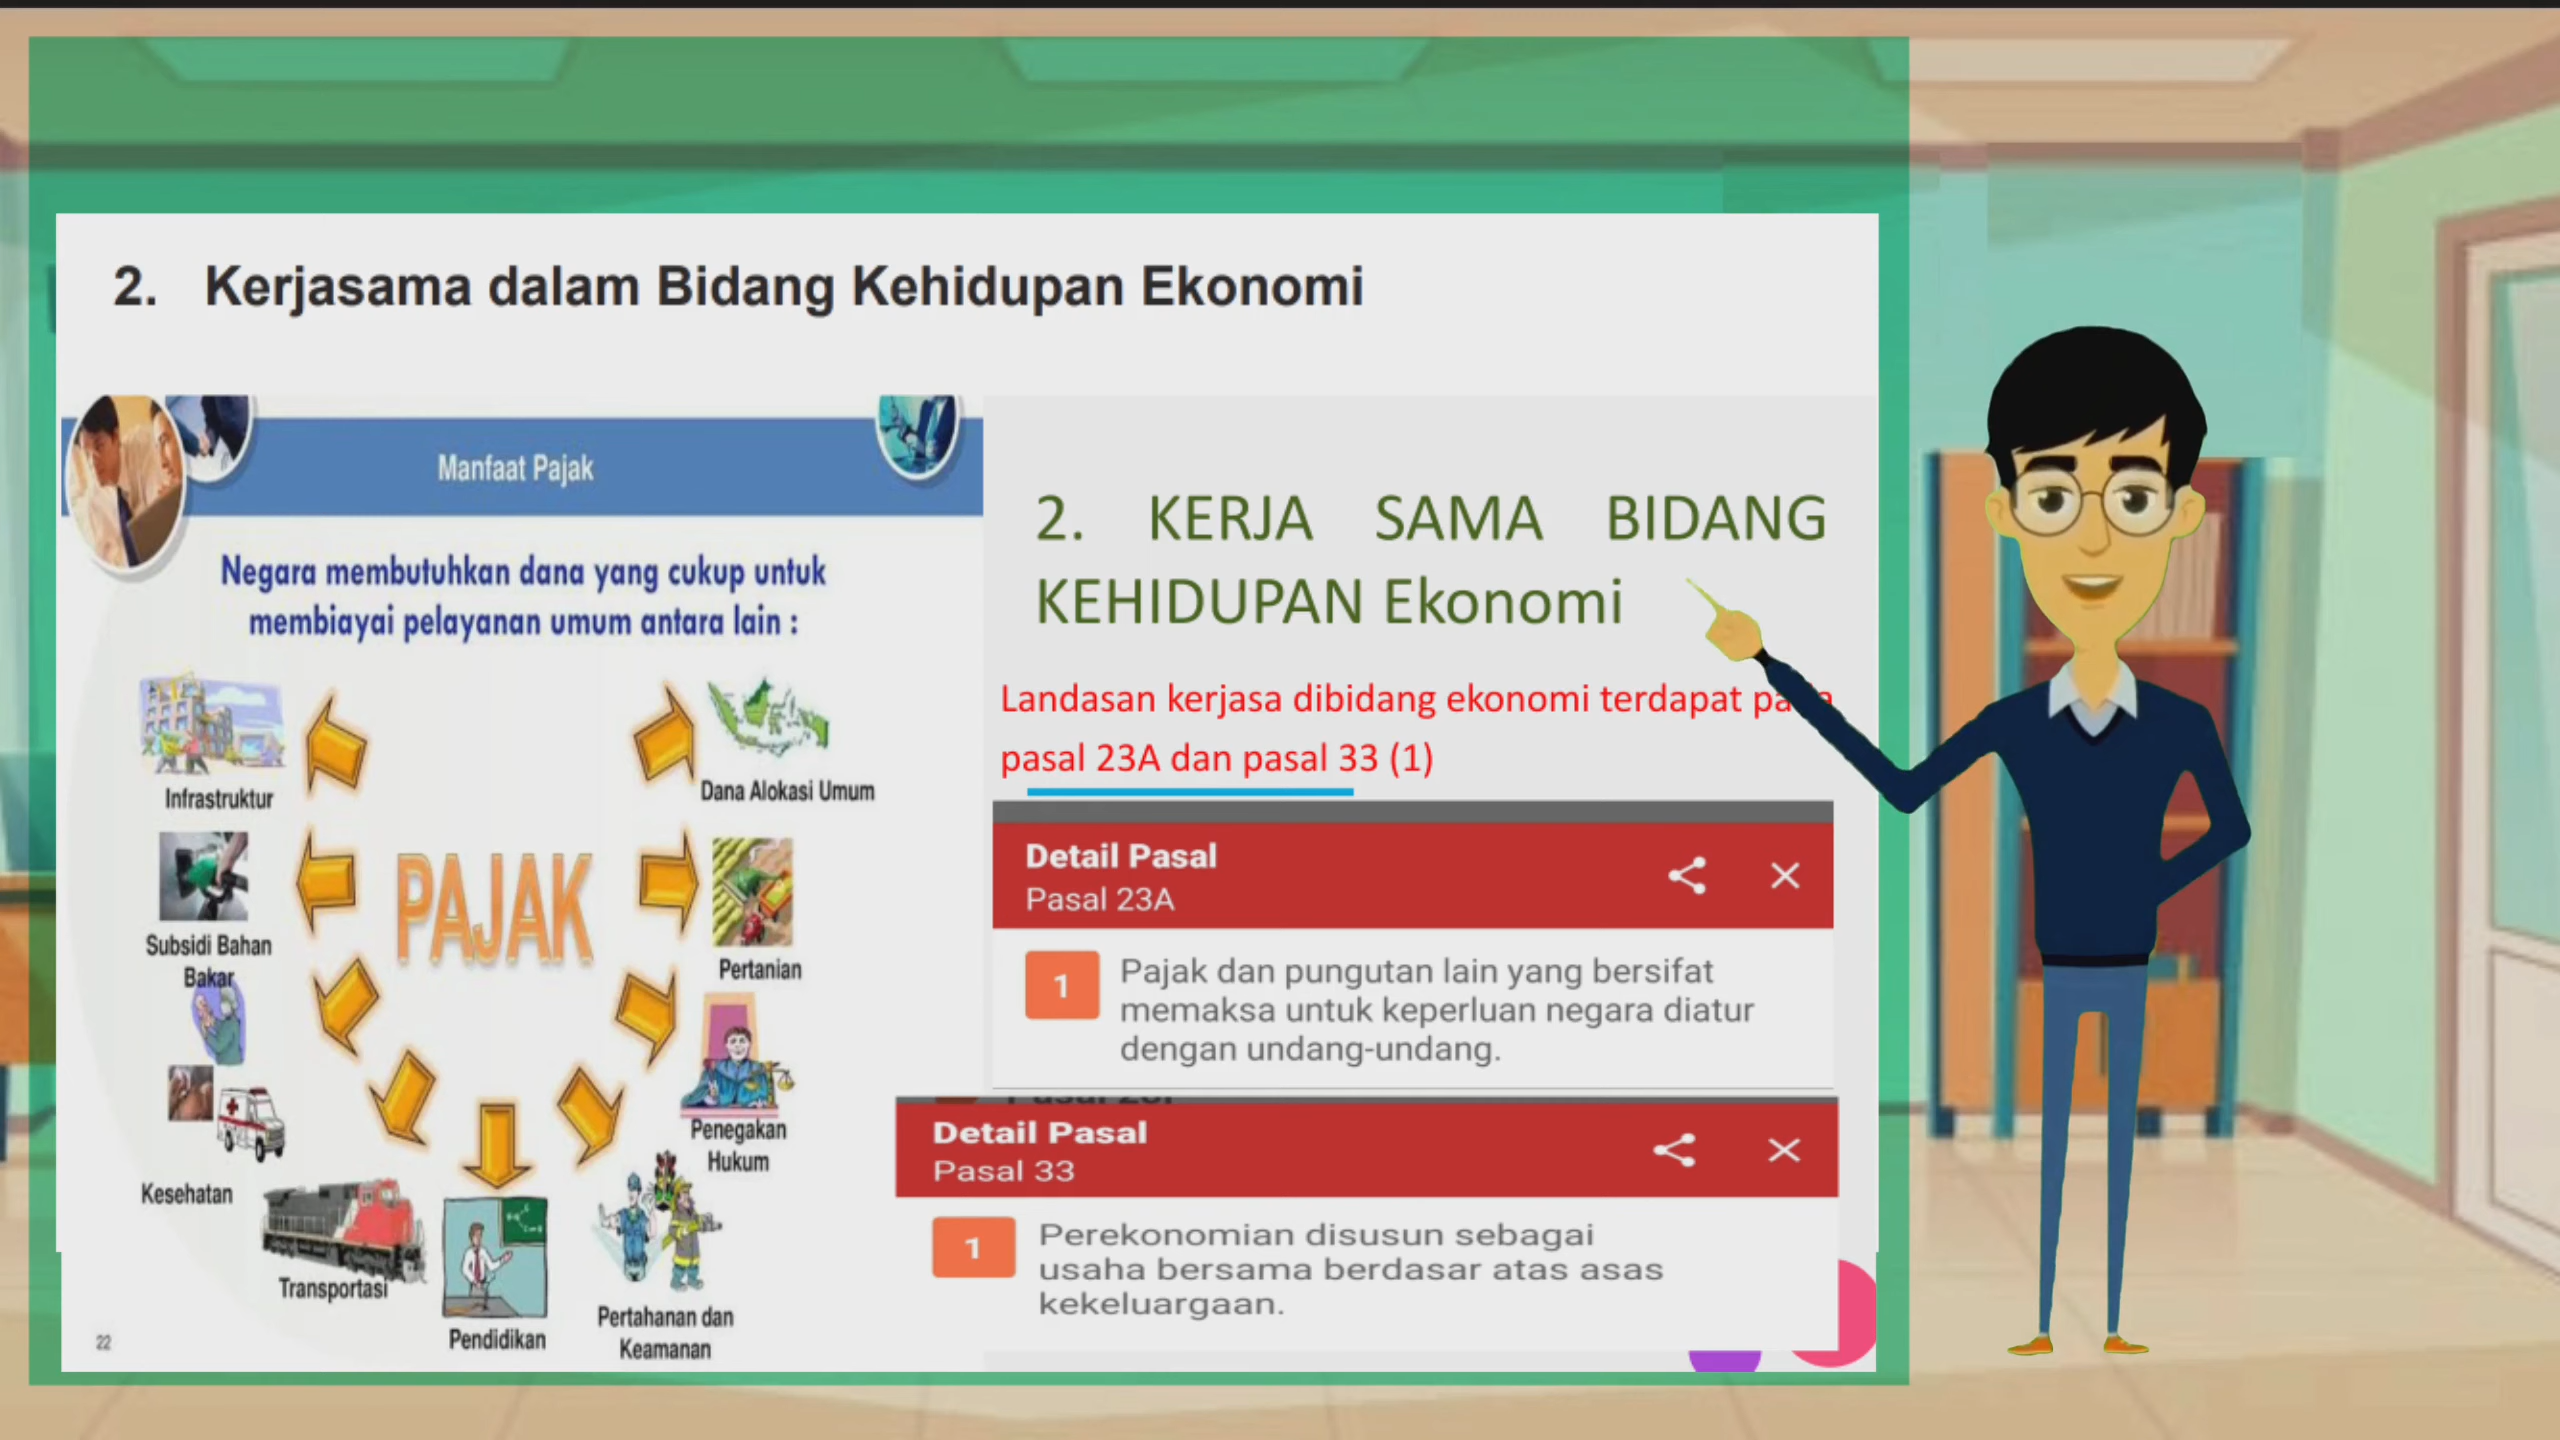 2. Kerjasama dalam Bidang Kehidupan Ekonomi
Manfaat Pajak
Negara membutuhkan dana yang cukup untuk
membiayai pelayanan umum antara lain :
Infrastruktur
Dana Alokasi Umum
Subsidi Bahan
Bakar
PAJAK
Pertanian
Penegakan
Hukum
Kesehatan
Transportasi
Pendidikan
Pertahanan dan
Keamanan
22
2. KERJA SAMA BIDANG
KEHIDUPAN Ekonomi
Landasan kerjasa dibidang ekonomi terdapat
pasal 23A dan pasal 33 (1)
Detail Pasal
Pasal 23A
1 Pajak dan pungutan lain yang bersifat
memaksa untuk keperluan negara diatur
dengan undang-undang.
Detail Pasal
Pasal 33
1 Perekonomian disusun sebagai
usaha bersama berdasar atas asas
kekeluargaan.